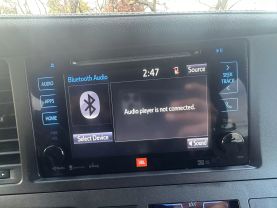 Bluetooth Audio
2:47
Source
AUDIO
APPS
HOME
SEEK
TRACK
Audio player is not connected.
Select Device
Sound
JBL